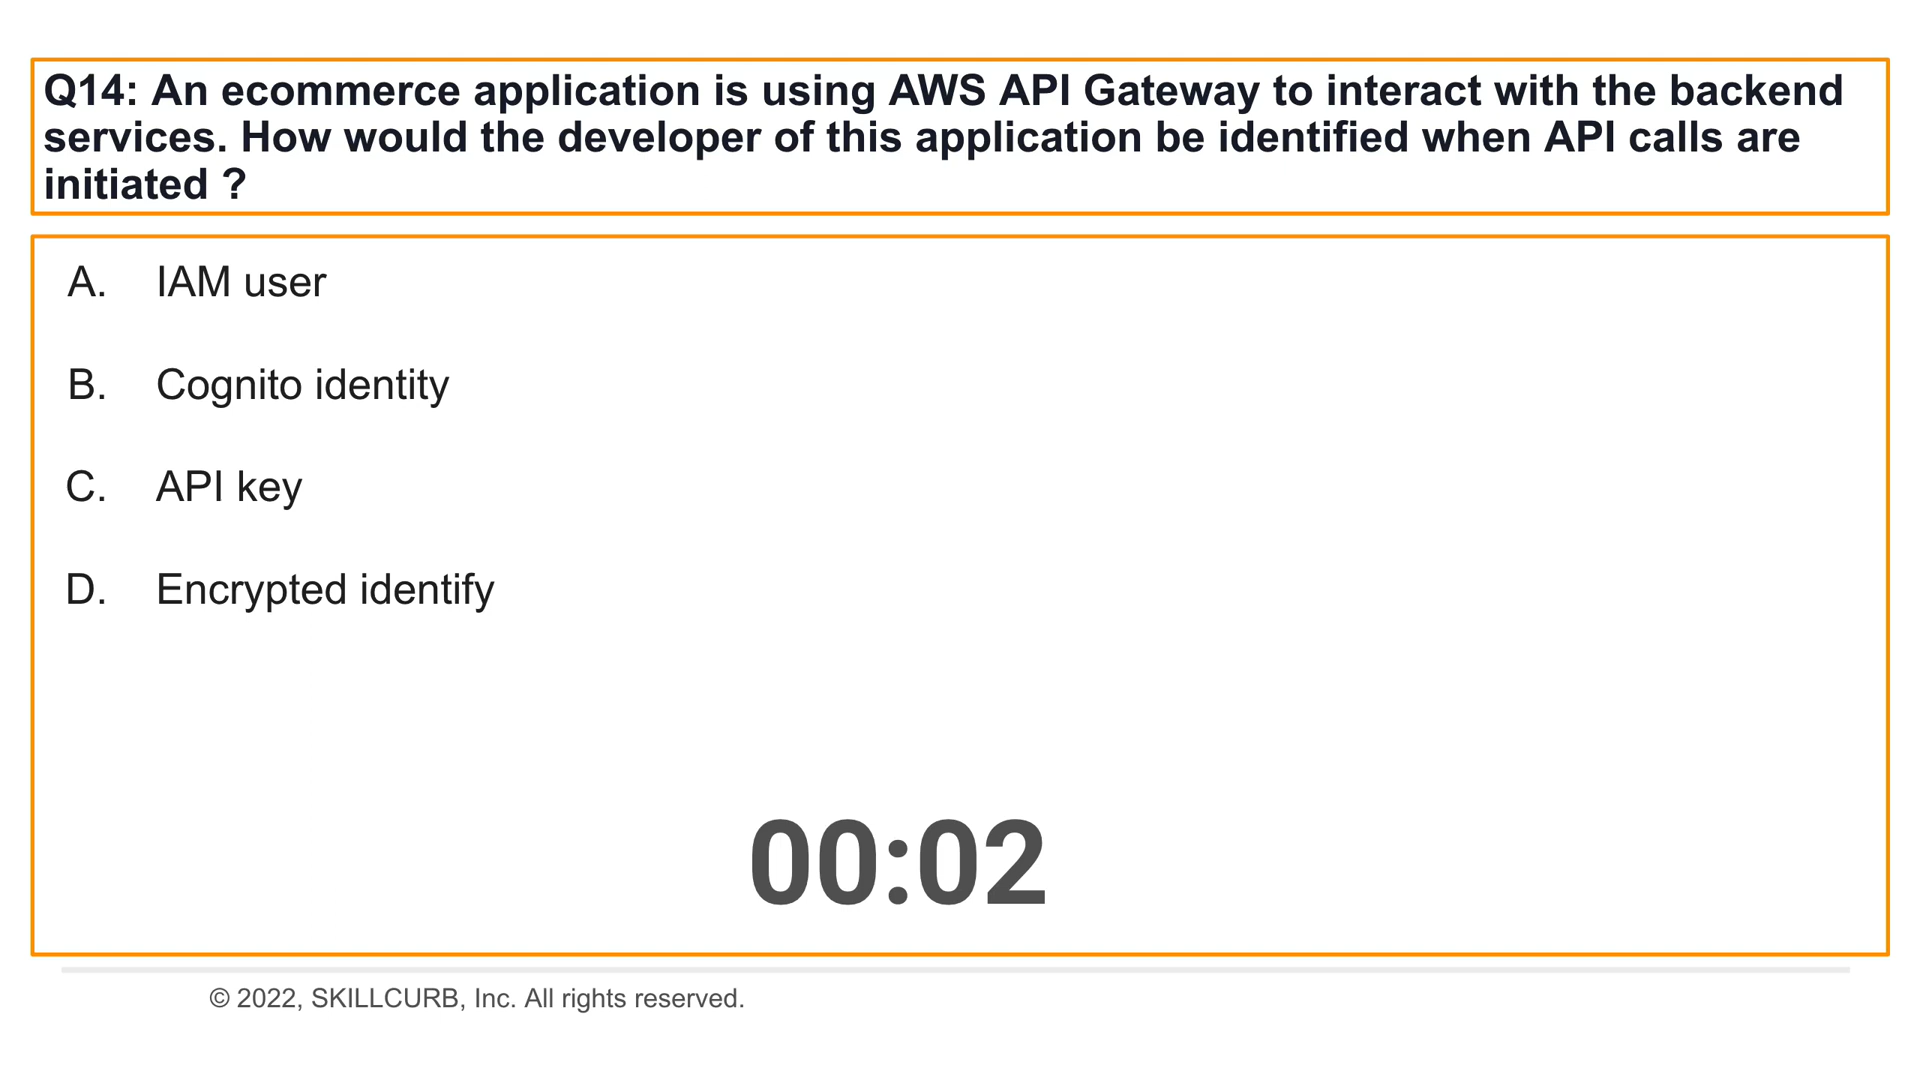 Q14: An ecommerce application is using AWS API Gateway to interact with the backend
services. How would the developer of this application be identified when API calls are
initiated ?
A. IAM user
B. Cognito identity
C. API key
D. Encrypted identify
00:02
© 2022, SKILLCURB, Inc. All rights reserved.